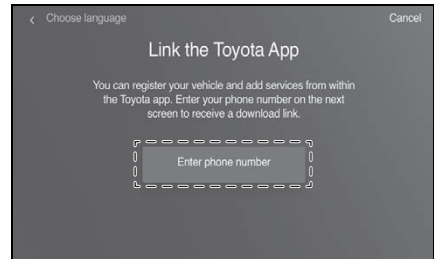 Choose language
Cancel
Link the Toyota App
You can register your vehicle and add services from within
the Toyota app. Enter your phone number on the next
screen to receive a download link.
Enter phone number